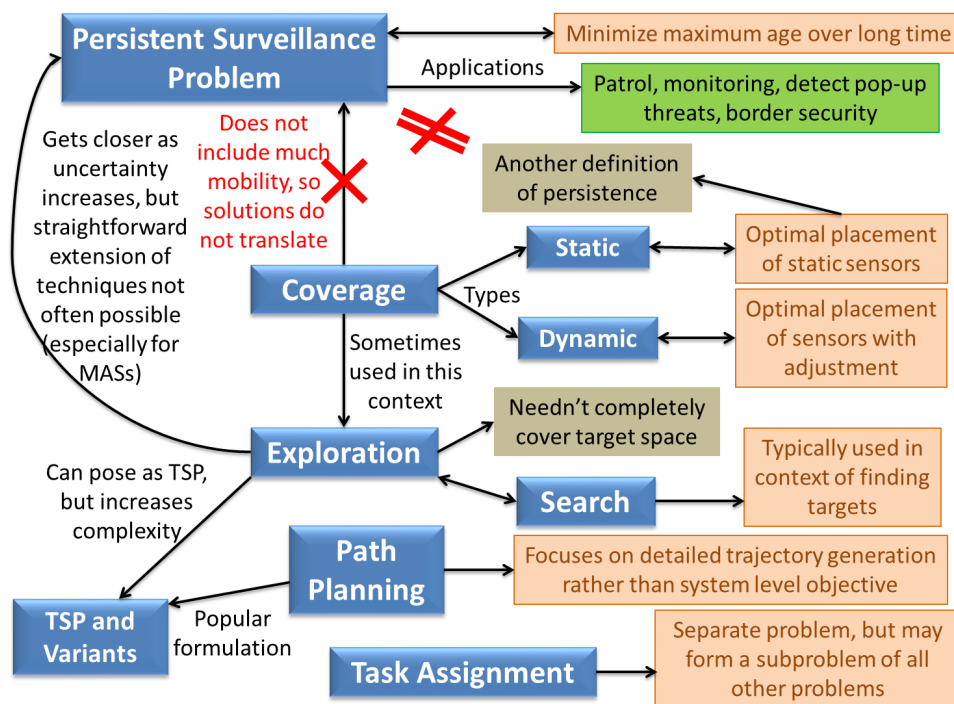 Persistent Surveillance
Problem
Minimize maximum age over long time
Applications
Patrol, monitoring, detect pop-up
threats, border security
Gets closer as
uncertainty
increases, but
straightforward
extension of
techniques not
often possible
(especially for
MASs)
Does not
include much
mobility, so
solutions do
not translate
Another definition
of persistence
Static
Optimal placement
of static sensors
Coverage
Types
Dynamic
Optimal placement
of sensors with
adjustment
Sometimes
used in this
context
Needn’t completely
cover target space
Exploration
Can pose as TSP,
but increases
complexity
Search
Typically used in
context of finding
targets
Path
Planning
Focuses on detailed trajectory generation
rather than system level objective
TSP and
Variants
Popular
formulation
Task Assignment
Separate problem, but may
form a subproblem of all
other problems